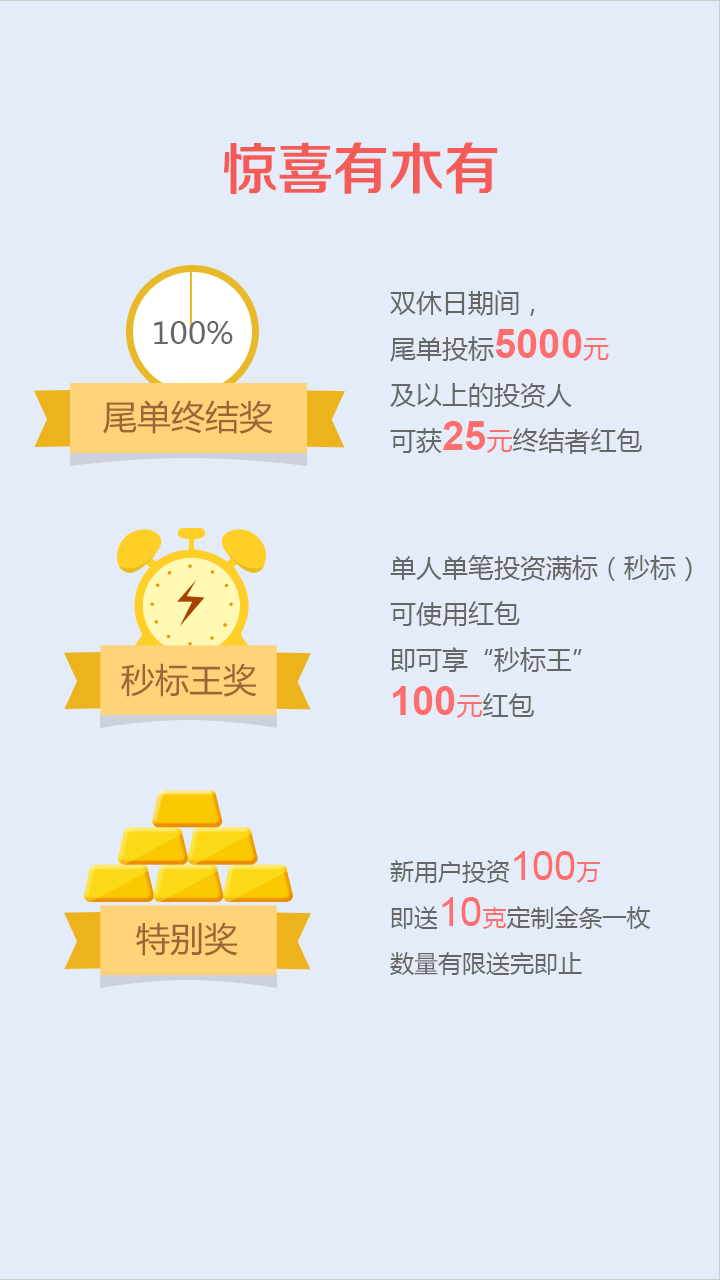 惊喜有木有
100%
尾单终结奖
双休日期间，
尾单投标5000元
及以上的投资人
可获25元终结者红包
秒标王奖
单人单笔投资满标（秒标）
可使用红包
即可享“秒标王”
100元红包
特别奖
新用户投资100万
即送10克定制金条一枚
数量有限送完即止